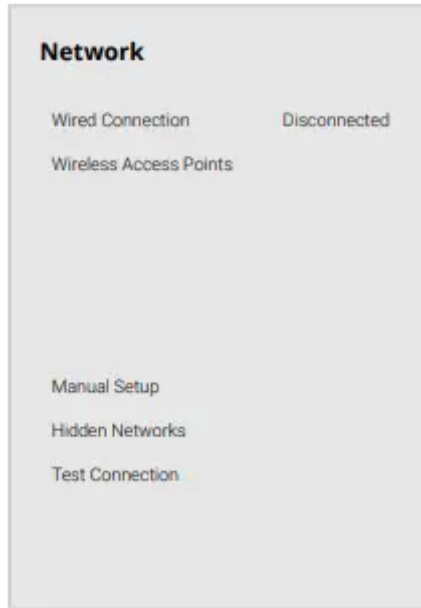 Network
Wired Connection Disconnected
Wireless Access Points
Manual Setup
Hidden Networks
Test Connection